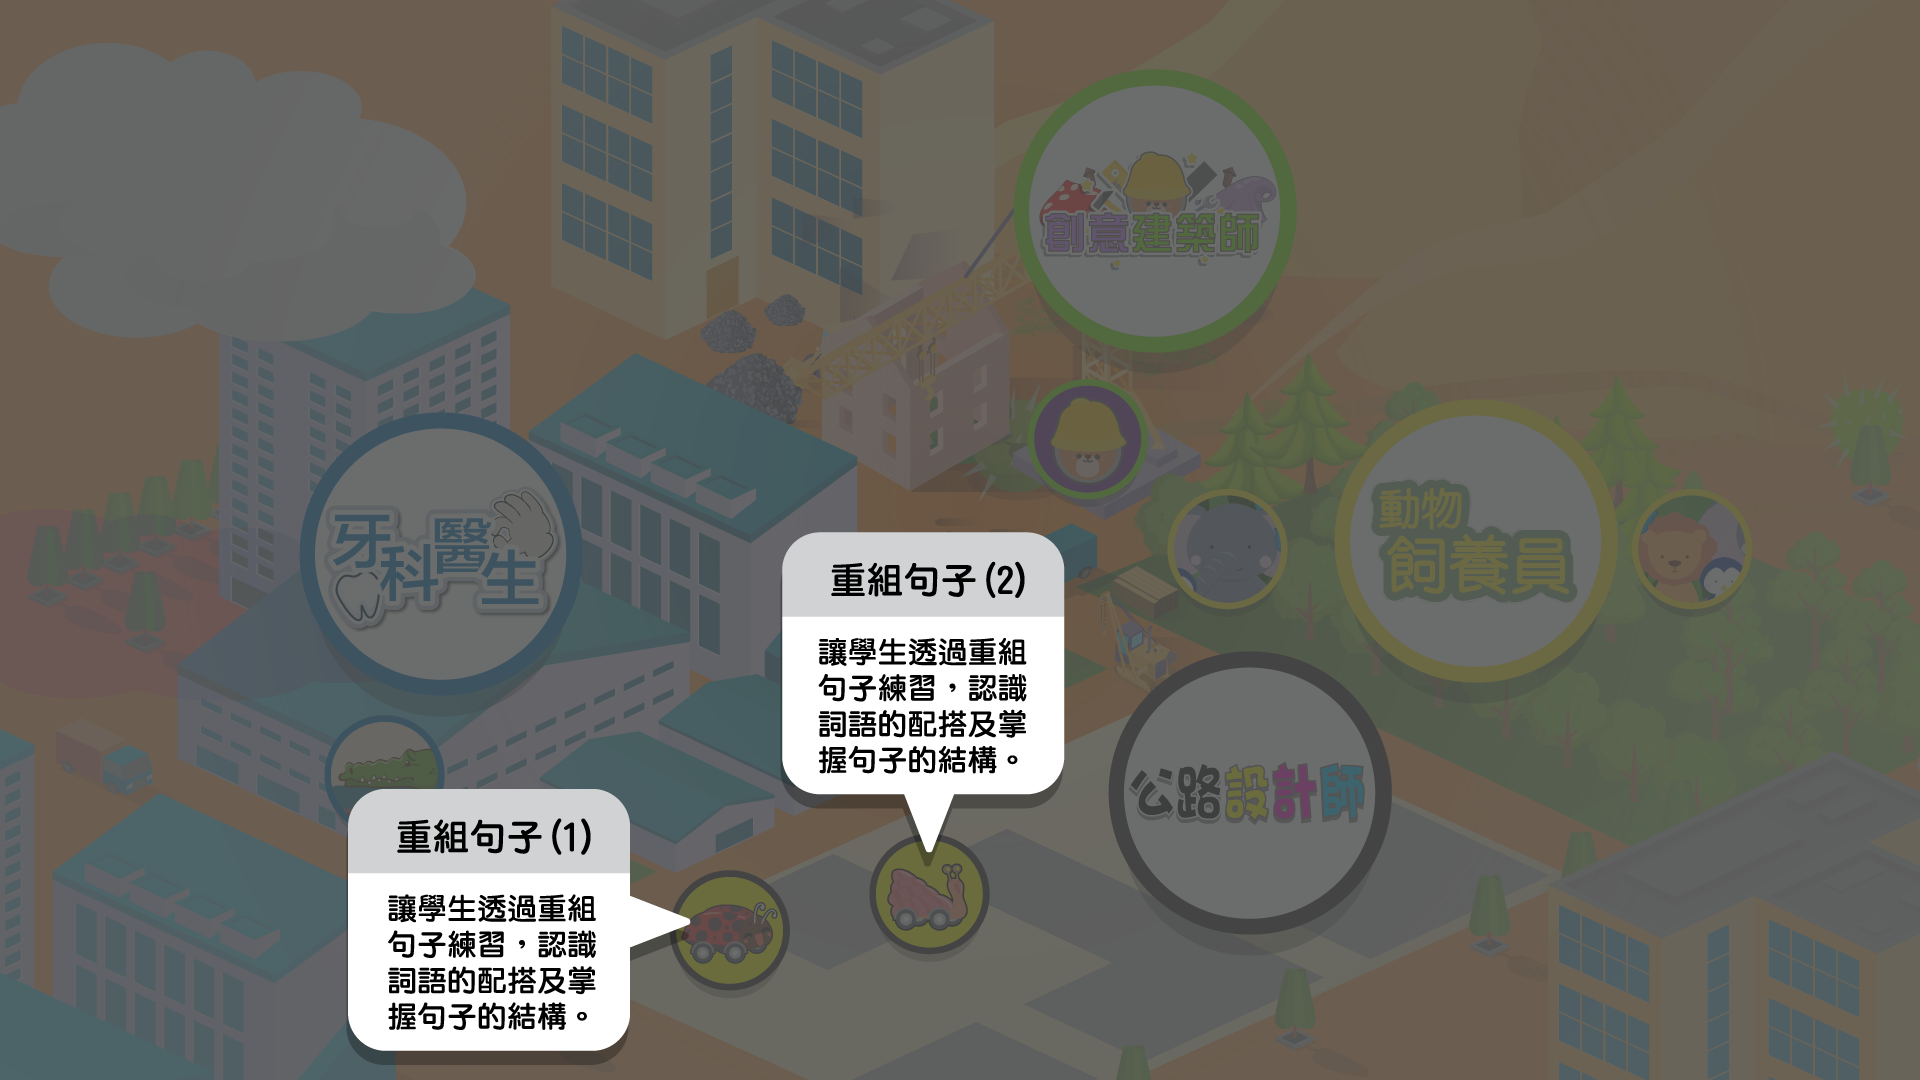 創意建築師
動物
飼養員
牙科醫生
重組句子(2)
讓學生透過重組
句子練習，認識
詞語的配搭及掌
握句子的結構。
公路設計師
重組句子(1)
讓學生透過重組
句子練習，認識
詞語的配搭及掌
握句子的結構。